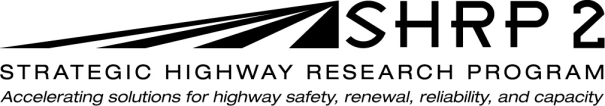 SHRP 2
STRATEGIC HIGHWAY RESEARCH PROGRAM
Accelerating solutions for highway safety, renewal, reliability, and capacity